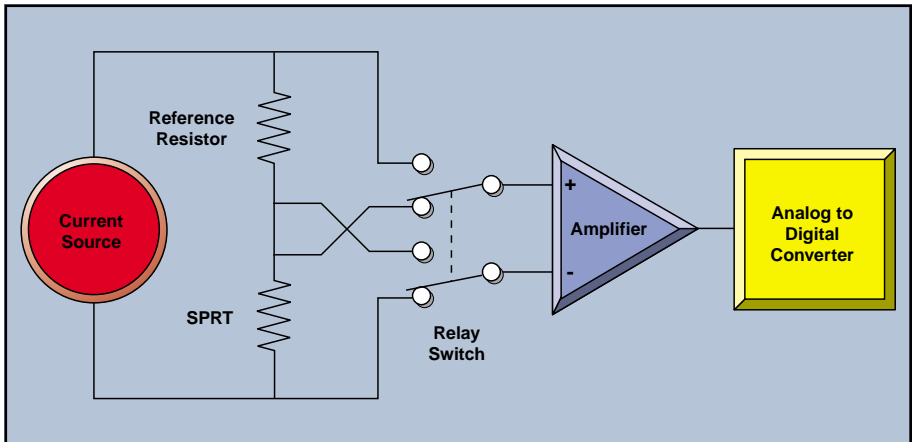 Reference
Resistor
Current
Source
SPRT
Relay
Switch
+
Amplifier
-
Analog to
Digital
Converter